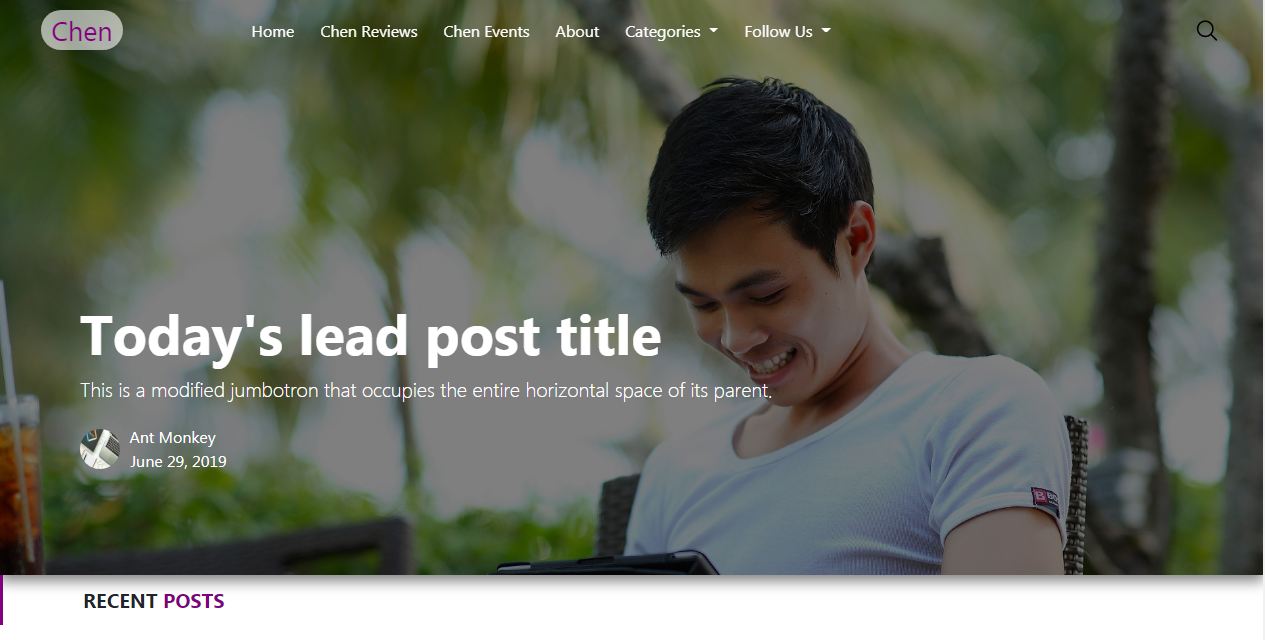 Chen
Home Chen Reviews Chen Events About Categories Follow Us
Today's lead post title
This is a modified jumbotron that occupies the entire horizontal space of its parent.
Ant Monkey
June 29, 2019
RECENT POSTS